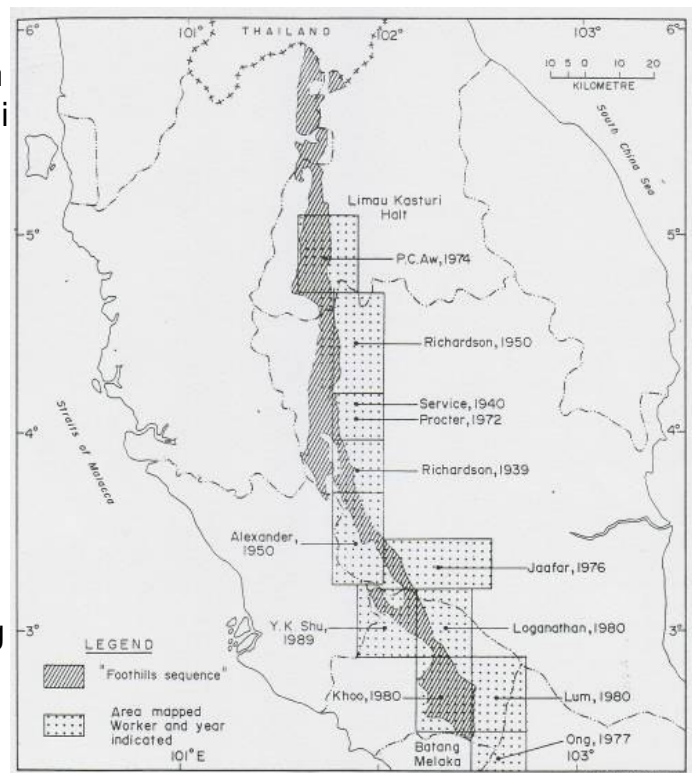 6°
101°
THAILAND
102°
103°
6°
10 5 0 10 20
KILOMETRE
South China Sea
i
Limau Kasturi
Halt
5°
5°
P.C.Aw, 1974
Richardson, 1950
Service, 1940
Procter, 1972
4°
4°
Straits of Malacca
Richardson, 1939
Alexander,
1950
Jaafar, 1976
3°
Y. K. Shu,
1989
Loganathan, 1980
3°
LEGEND
"Foothills sequence"
Khoo, 1980
Lum, 1980
Area mapped
Worker and year
indicated
Batang
Melaka
Ong, 1977
101° E
103°